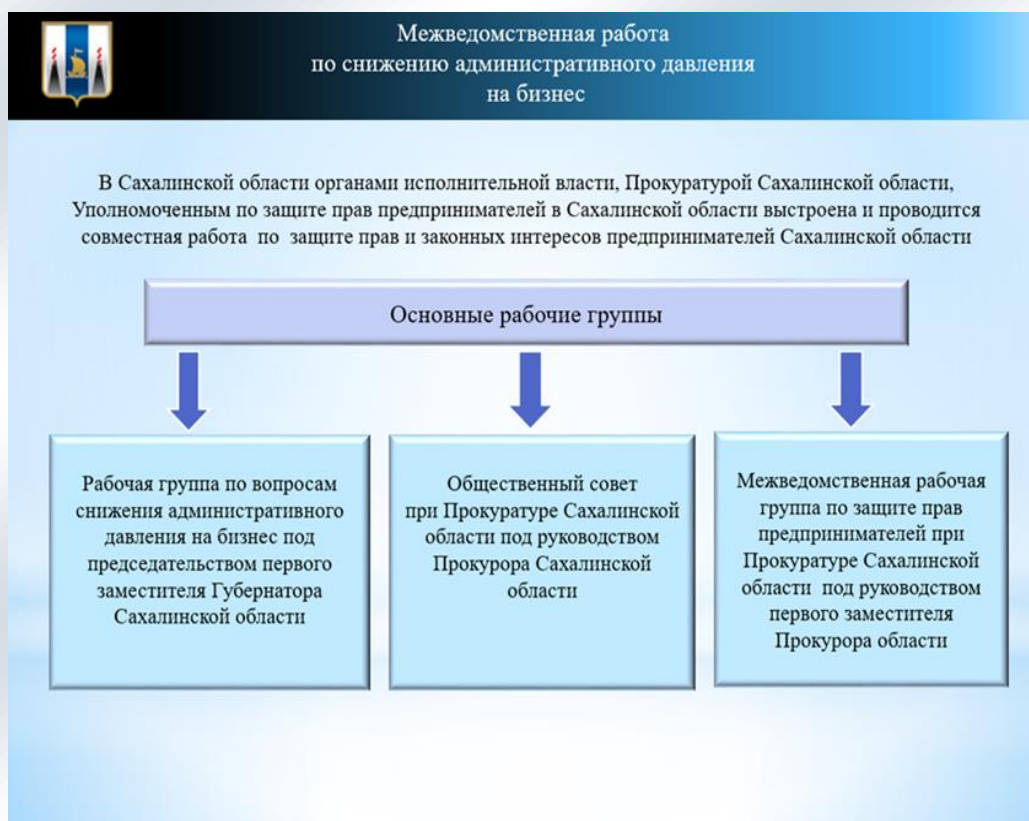 Межведомственная работа
по снижению административного давления
на бизнес
В Сахалинской области органами исполнительной власти, Прокуратурой Сахалинской области,
Уполномоченным по защите прав предпринимателей в Сахалинской области выстроена и проводится
совместная работа по защите прав и законных интересов предпринимателей Сахалинской области
Основные рабочие группы
Рабочая группа по вопросам
снижения административного
давления на бизнес под
председательством первого
заместителя Губернатора
Сахалинской области
Общественный совет
при Прокуратуре Сахалинской
области под руководством
Прокурора Сахалинской
области
Межведомственная рабочая
группа по защите прав
предпринимателей при
Прокуратуре Сахалинской
области под руководством
первого заместителя
Прокурора области